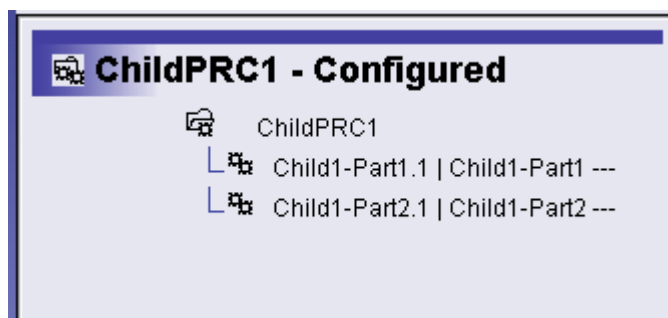 ChildPRC1 - Configured
ChildPRC1
Child1-Part1.1 | Child1-Part1 ---
Child1-Part2.1 | Child1-Part2 ---